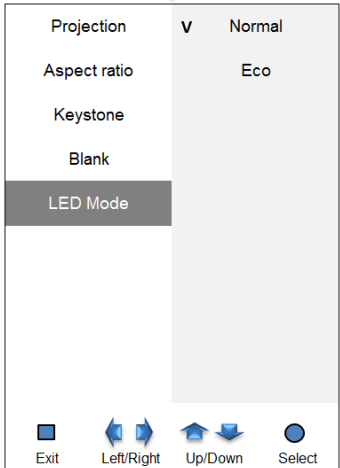 Projection V Normal
Aspect ratio Eco
Keystone
Blank
LED Mode
Exit Left/Right Up/Down Select